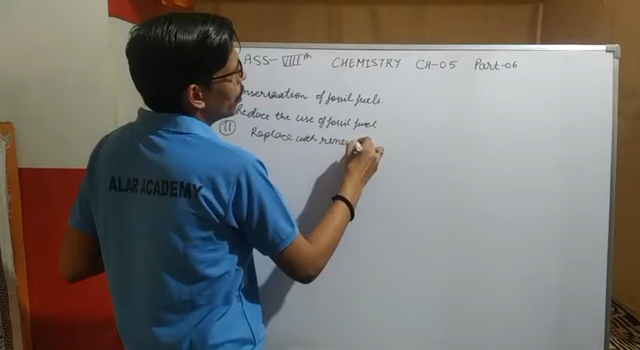 ASS- VIIIth CHEMISTRY CH-05 Part-06
nservation of fossil fuels
Reduce the use of fossil fuel
II Replace with rene
ALAR ACADEMY